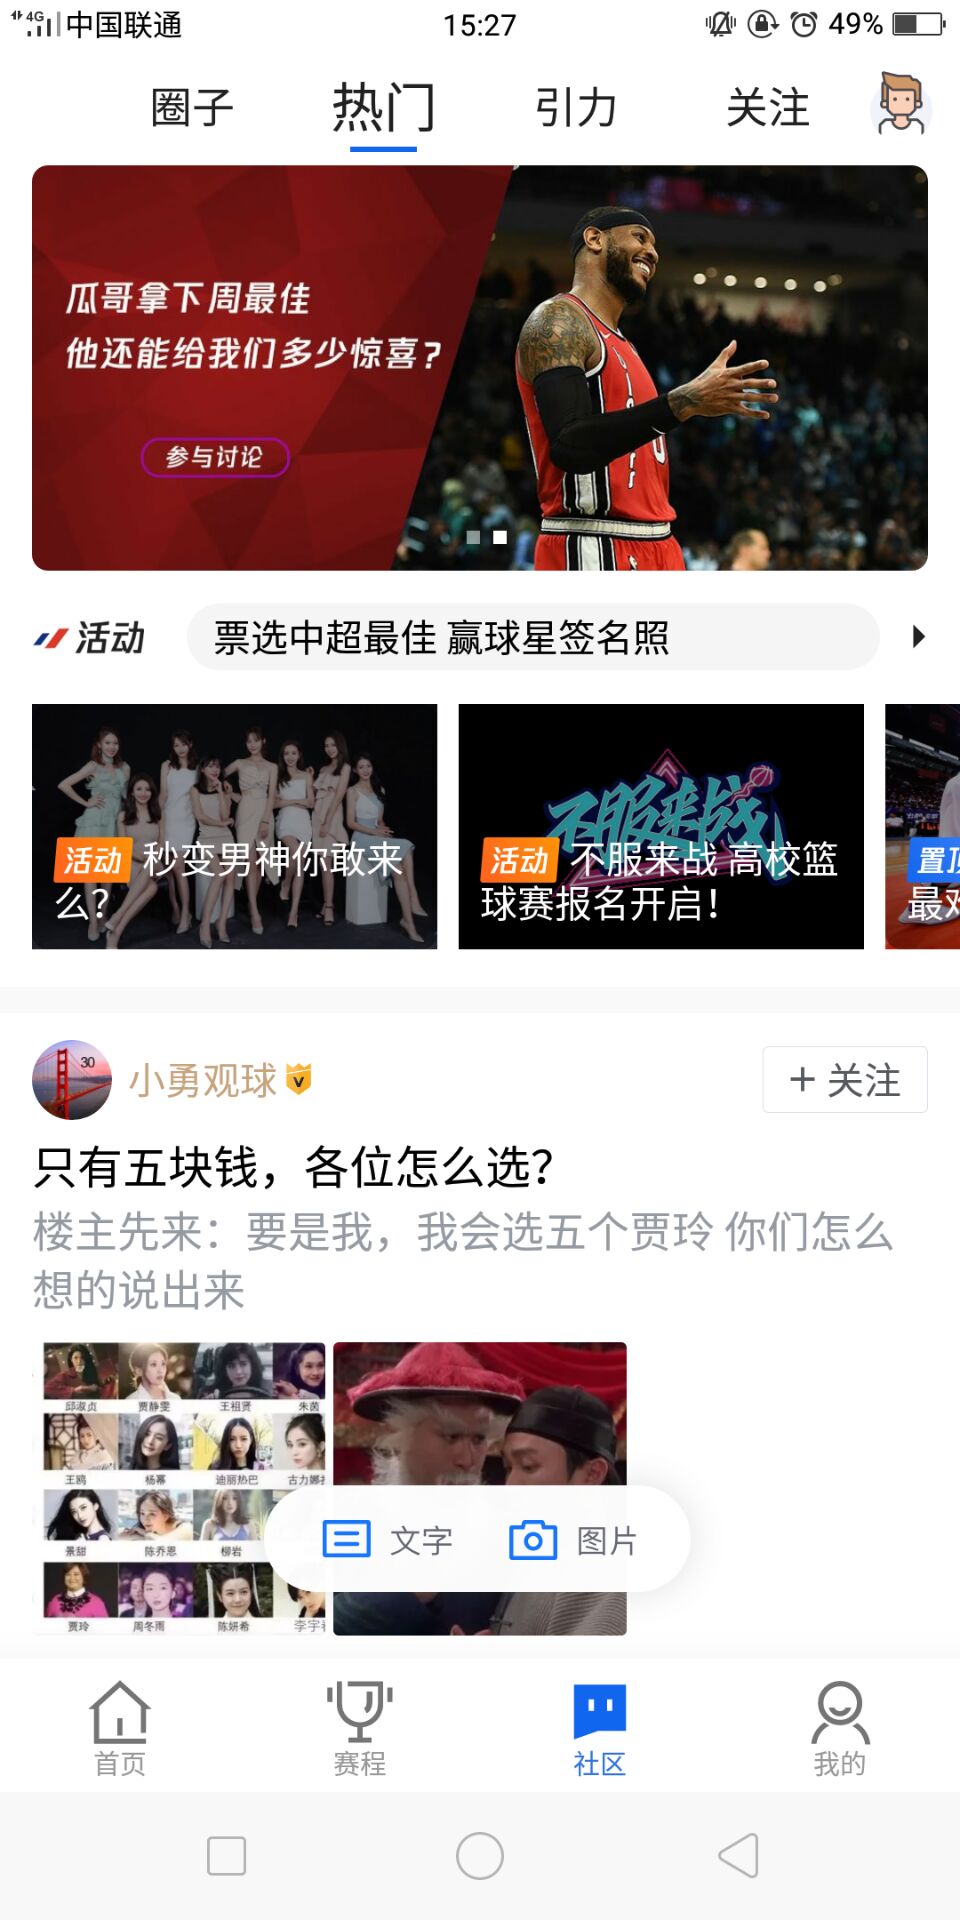 4G 中国联通 15:27 49%
圈子 热门 引力 关注
瓜哥拿下周最佳
他还能给我们多少惊喜?
参与讨论
活动 票选中超最佳 赢球星签名照
活动 秒变男神你敢来
么?
活动 不服来战 高校篮
球赛报名开启!
不服来战
置顶
30
小勇观球
+ 关注
只有五块钱，各位怎么选?
楼主先来：要是我，我会选五个贾玲 你们怎么
想的说出来
邱淑贞 贾静雯 王祖贤 朱茵
王鸥 杨幂 迪丽热巴 古力娜
景甜 陈乔恩 柳岩
贾玲 周冬雨 陈妍希 李宇
文字 图片
首页 赛程 社区 我的